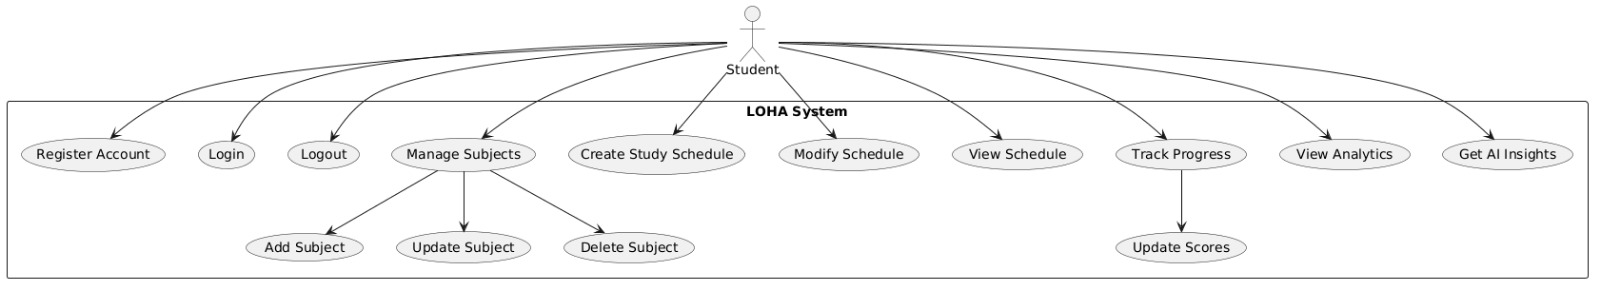 Student
LOHA System
Register Account
Login
Logout
Manage Subjects
Create Study Schedule
Modify Schedule
View Schedule
Track Progress
View Analytics
Get AI Insights
Add Subject
Update Subject
Delete Subject
Update Scores